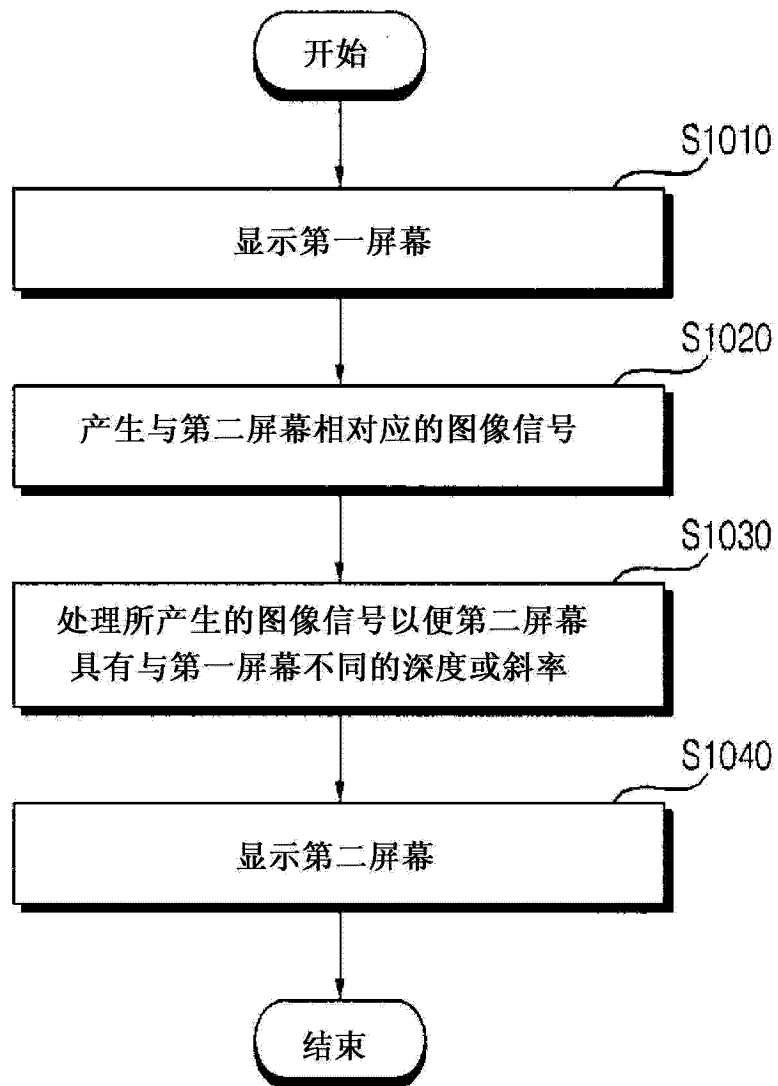 开始
S1010
显示第一屏幕
S1020
产生与第二屏幕相对应的图像信号
S1030
处理所产生的图像信号以便第二屏幕
具有与第一屏幕不同的深度或斜率
S1040
显示第二屏幕
结束